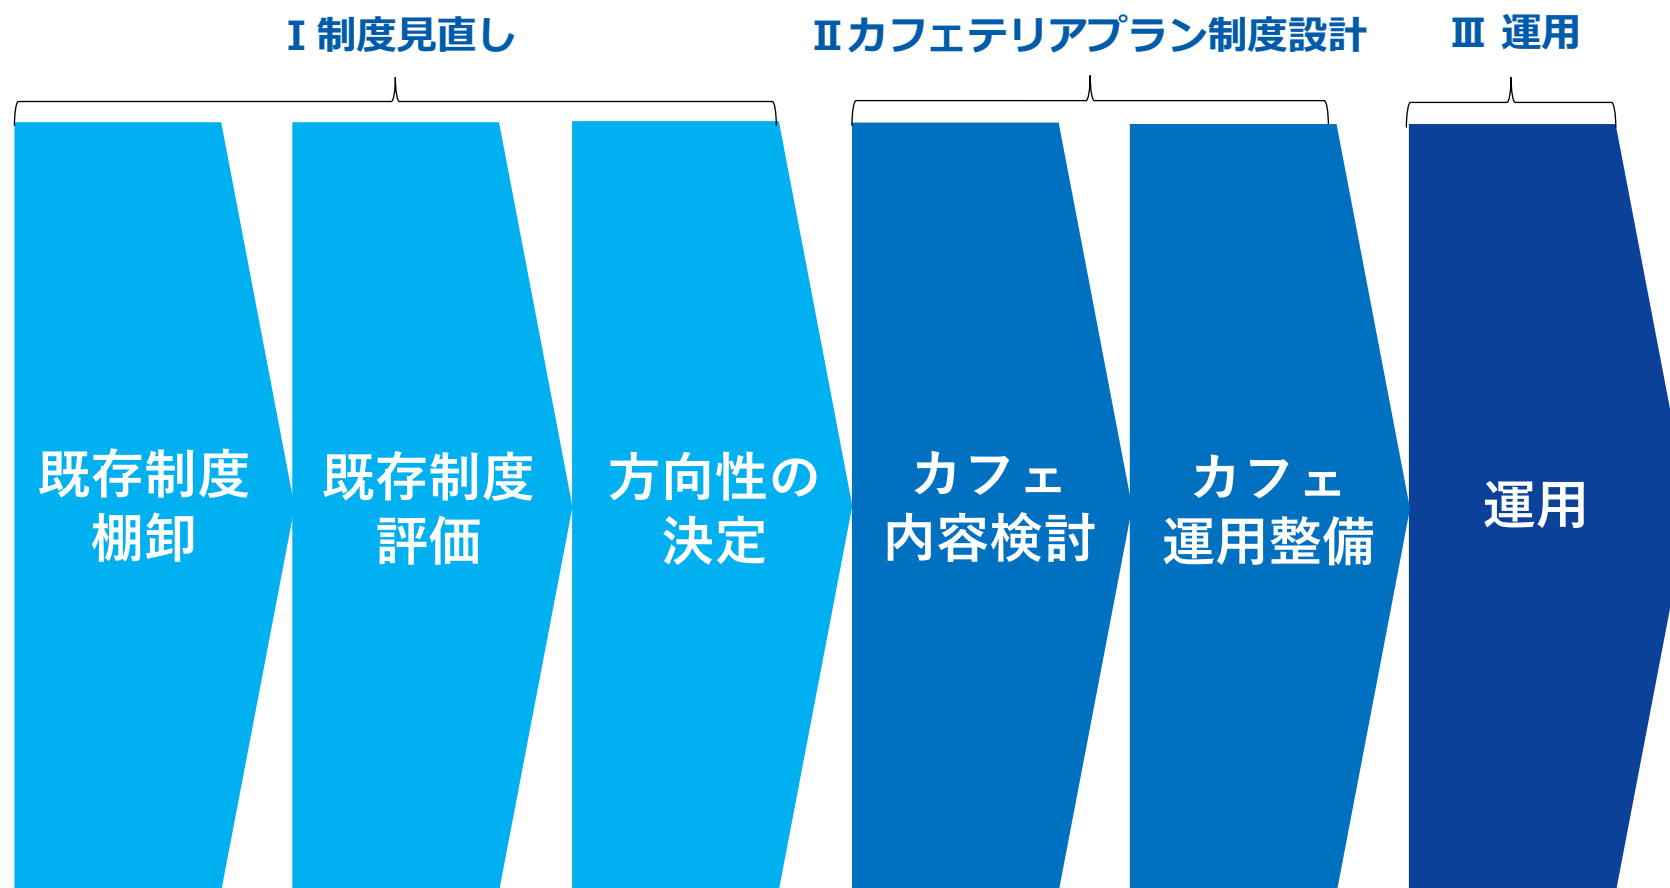 Ⅰ 制度見直し
Ⅱカフェテリアプラン制度設計
Ⅲ 運用
既存制度
棚卸
既存制度
評価
方向性の
決定
カフェ
内容検討
カフェ
運用整備
運用